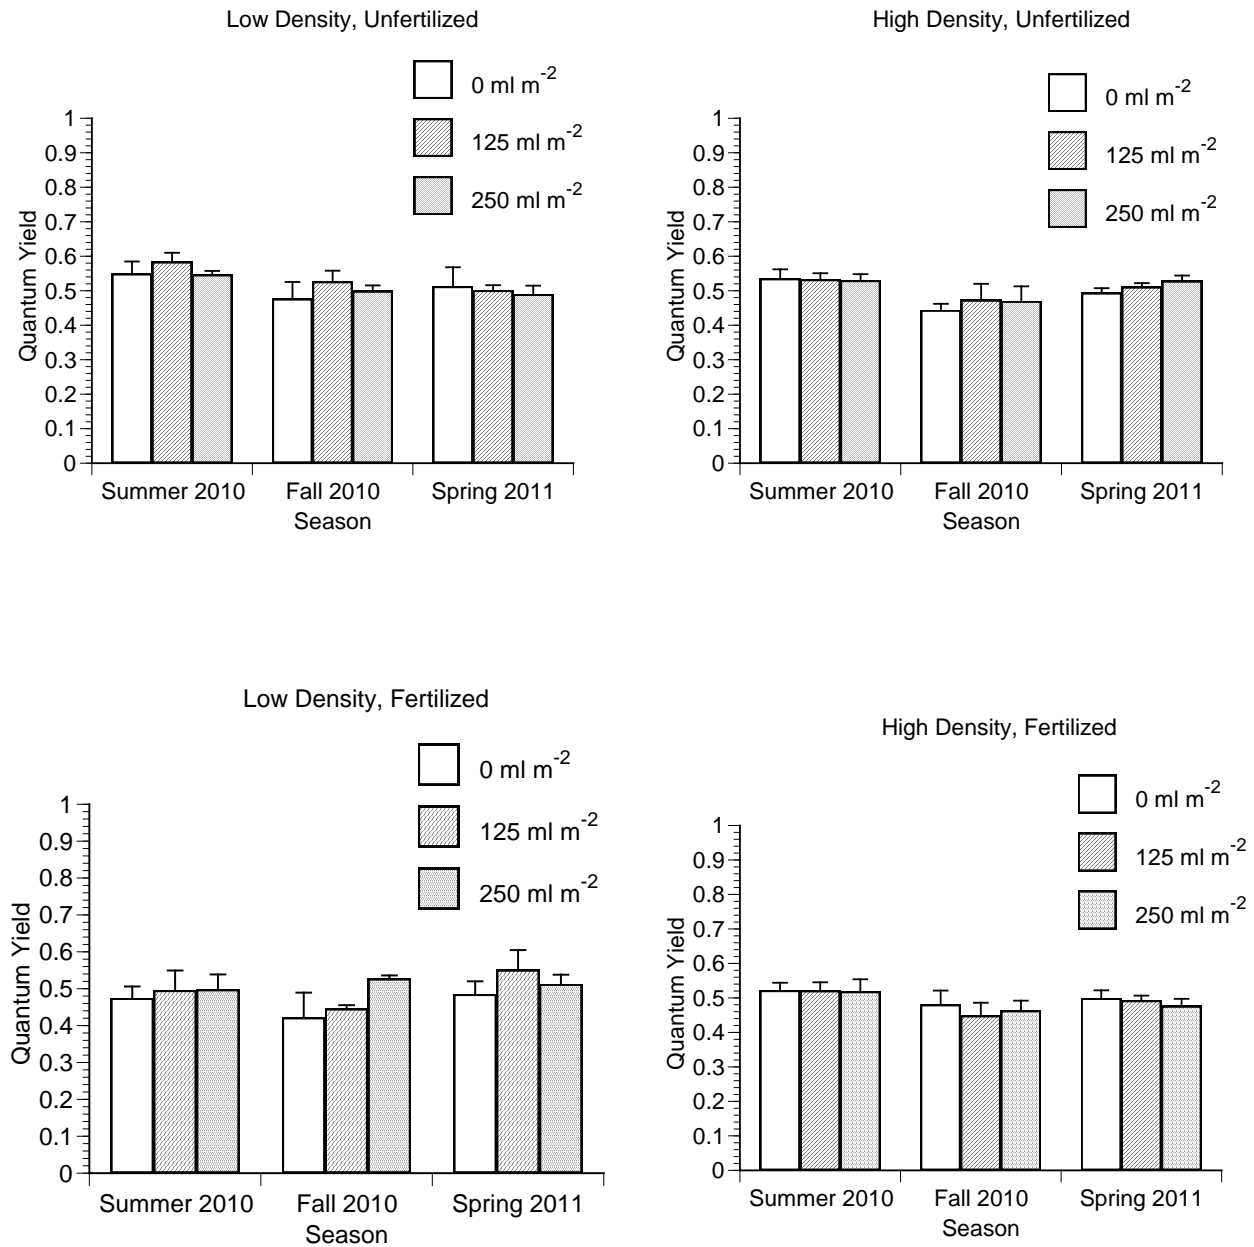 Low Density, Unfertilized
0 ml m-2
125 ml m-2
250 ml m-2
1
0.9
0.8
0.7
0.6
0.5
0.4
0.3
0.2
0.1
0
Quantum Yield
Summer 2010 Fall 2010 Spring 2011
Season
High Density, Unfertilized
0 ml m-2
125 ml m-2
250 ml m-2
1
0.9
0.8
0.7
0.6
0.5
0.4
0.3
0.2
0.1
0
Quantum Yield
Summer 2010 Fall 2010 Spring 2011
Season
Low Density, Fertilized
0 ml m-2
125 ml m-2
250 ml m-2
1
0.9
0.8
0.7
0.6
0.5
0.4
0.3
0.2
0.1
0
Quantum Yield
Summer 2010 Fall 2010 Spring 2011
Season
High Density, Fertilized
0 ml m-2
125 ml m-2
250 ml m-2
1
0.9
0.8
0.7
0.6
0.5
0.4
0.3
0.2
0.1
0
Quantum Yield
Summer 2010 Fall 2010 Spring 2011
Season